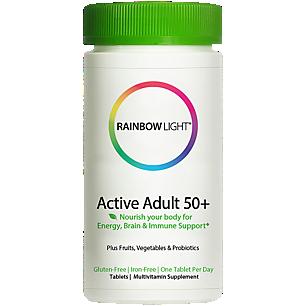 RAINBOW LIGHT®
Active Adult 50+
Nourish your body for
Energy, Brain & Immune Support*
Plus Fruits, Vegetables & Probiotics
Gluten-Free | Iron-Free | One Tablet Per Day
Tablets | Multivitamin Supplement